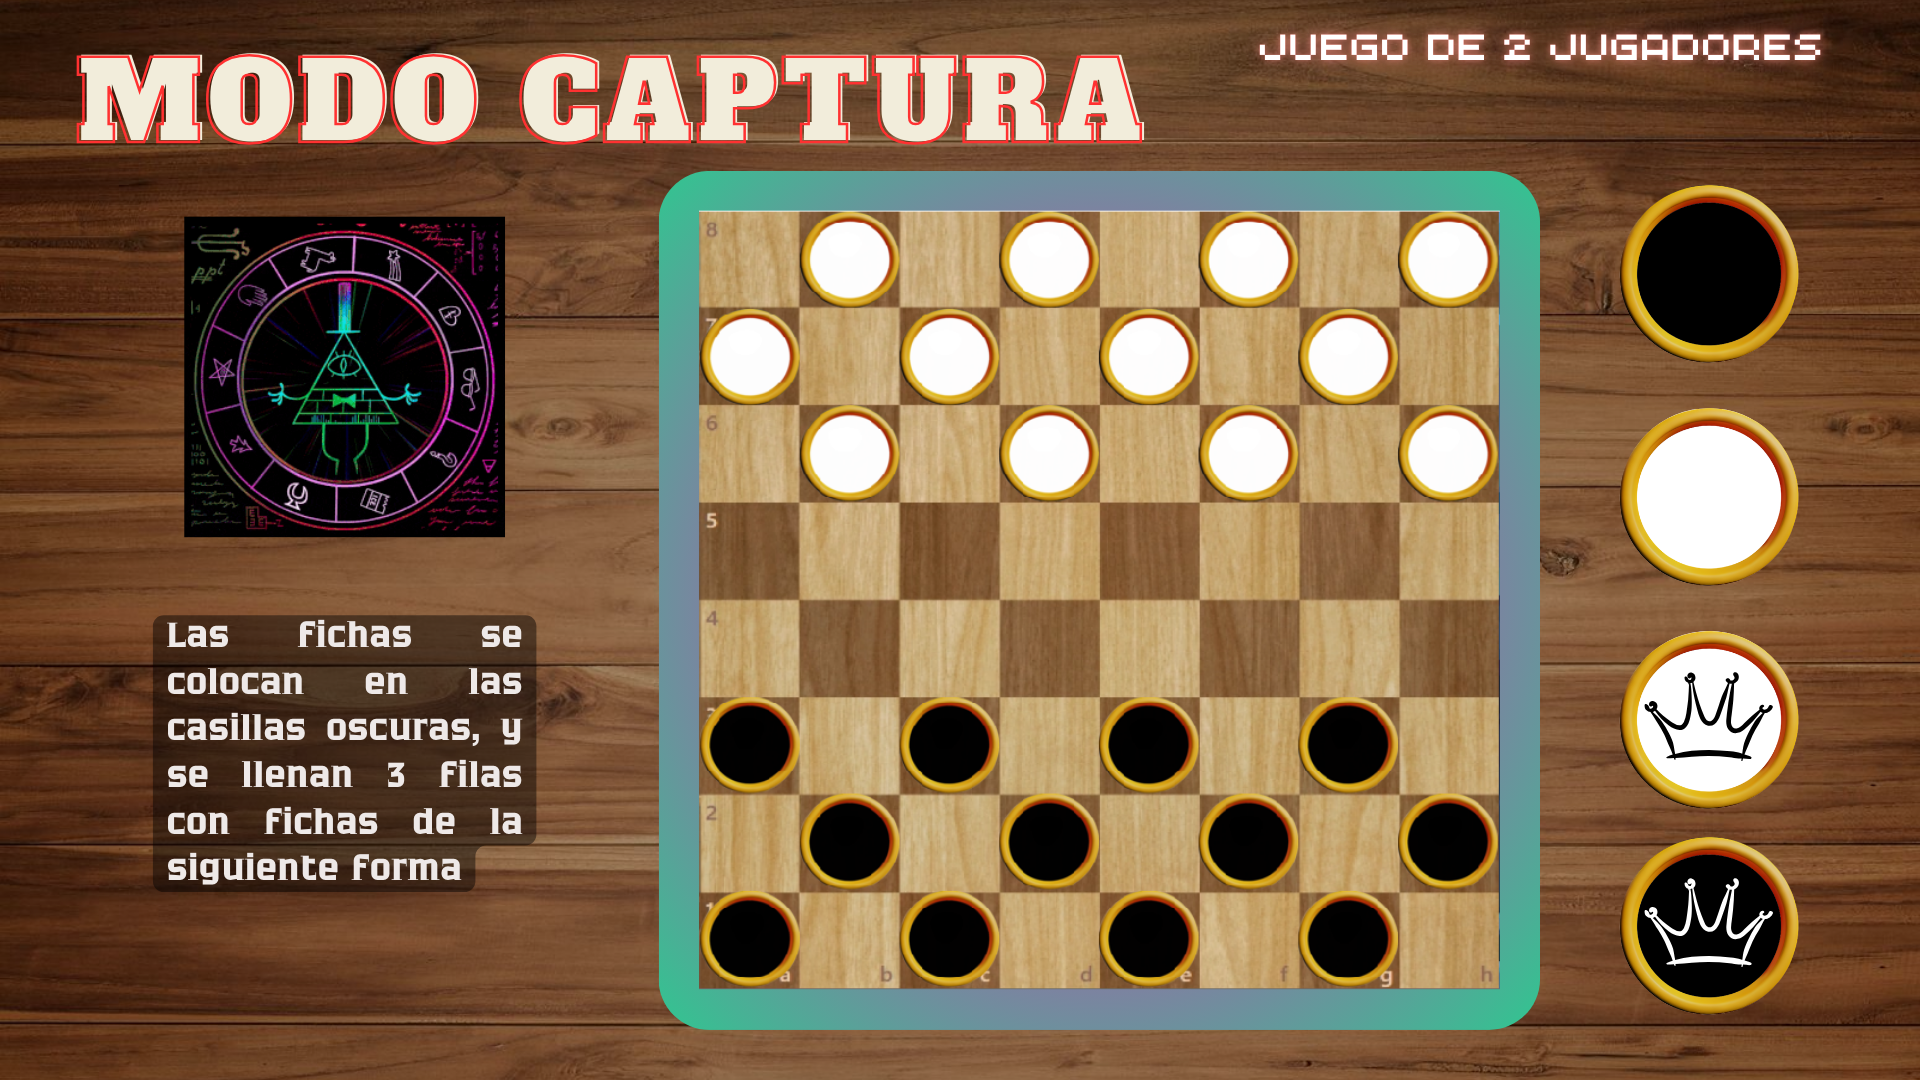 MODO CAPTURA
JUEGO DE 2 JUGADORES
Las fichas se
colocan en las
casillas oscuras, y
se llenan 3 filas
con fichas de la
siguiente forma
8
6
5
4
2
a b c d e f g h